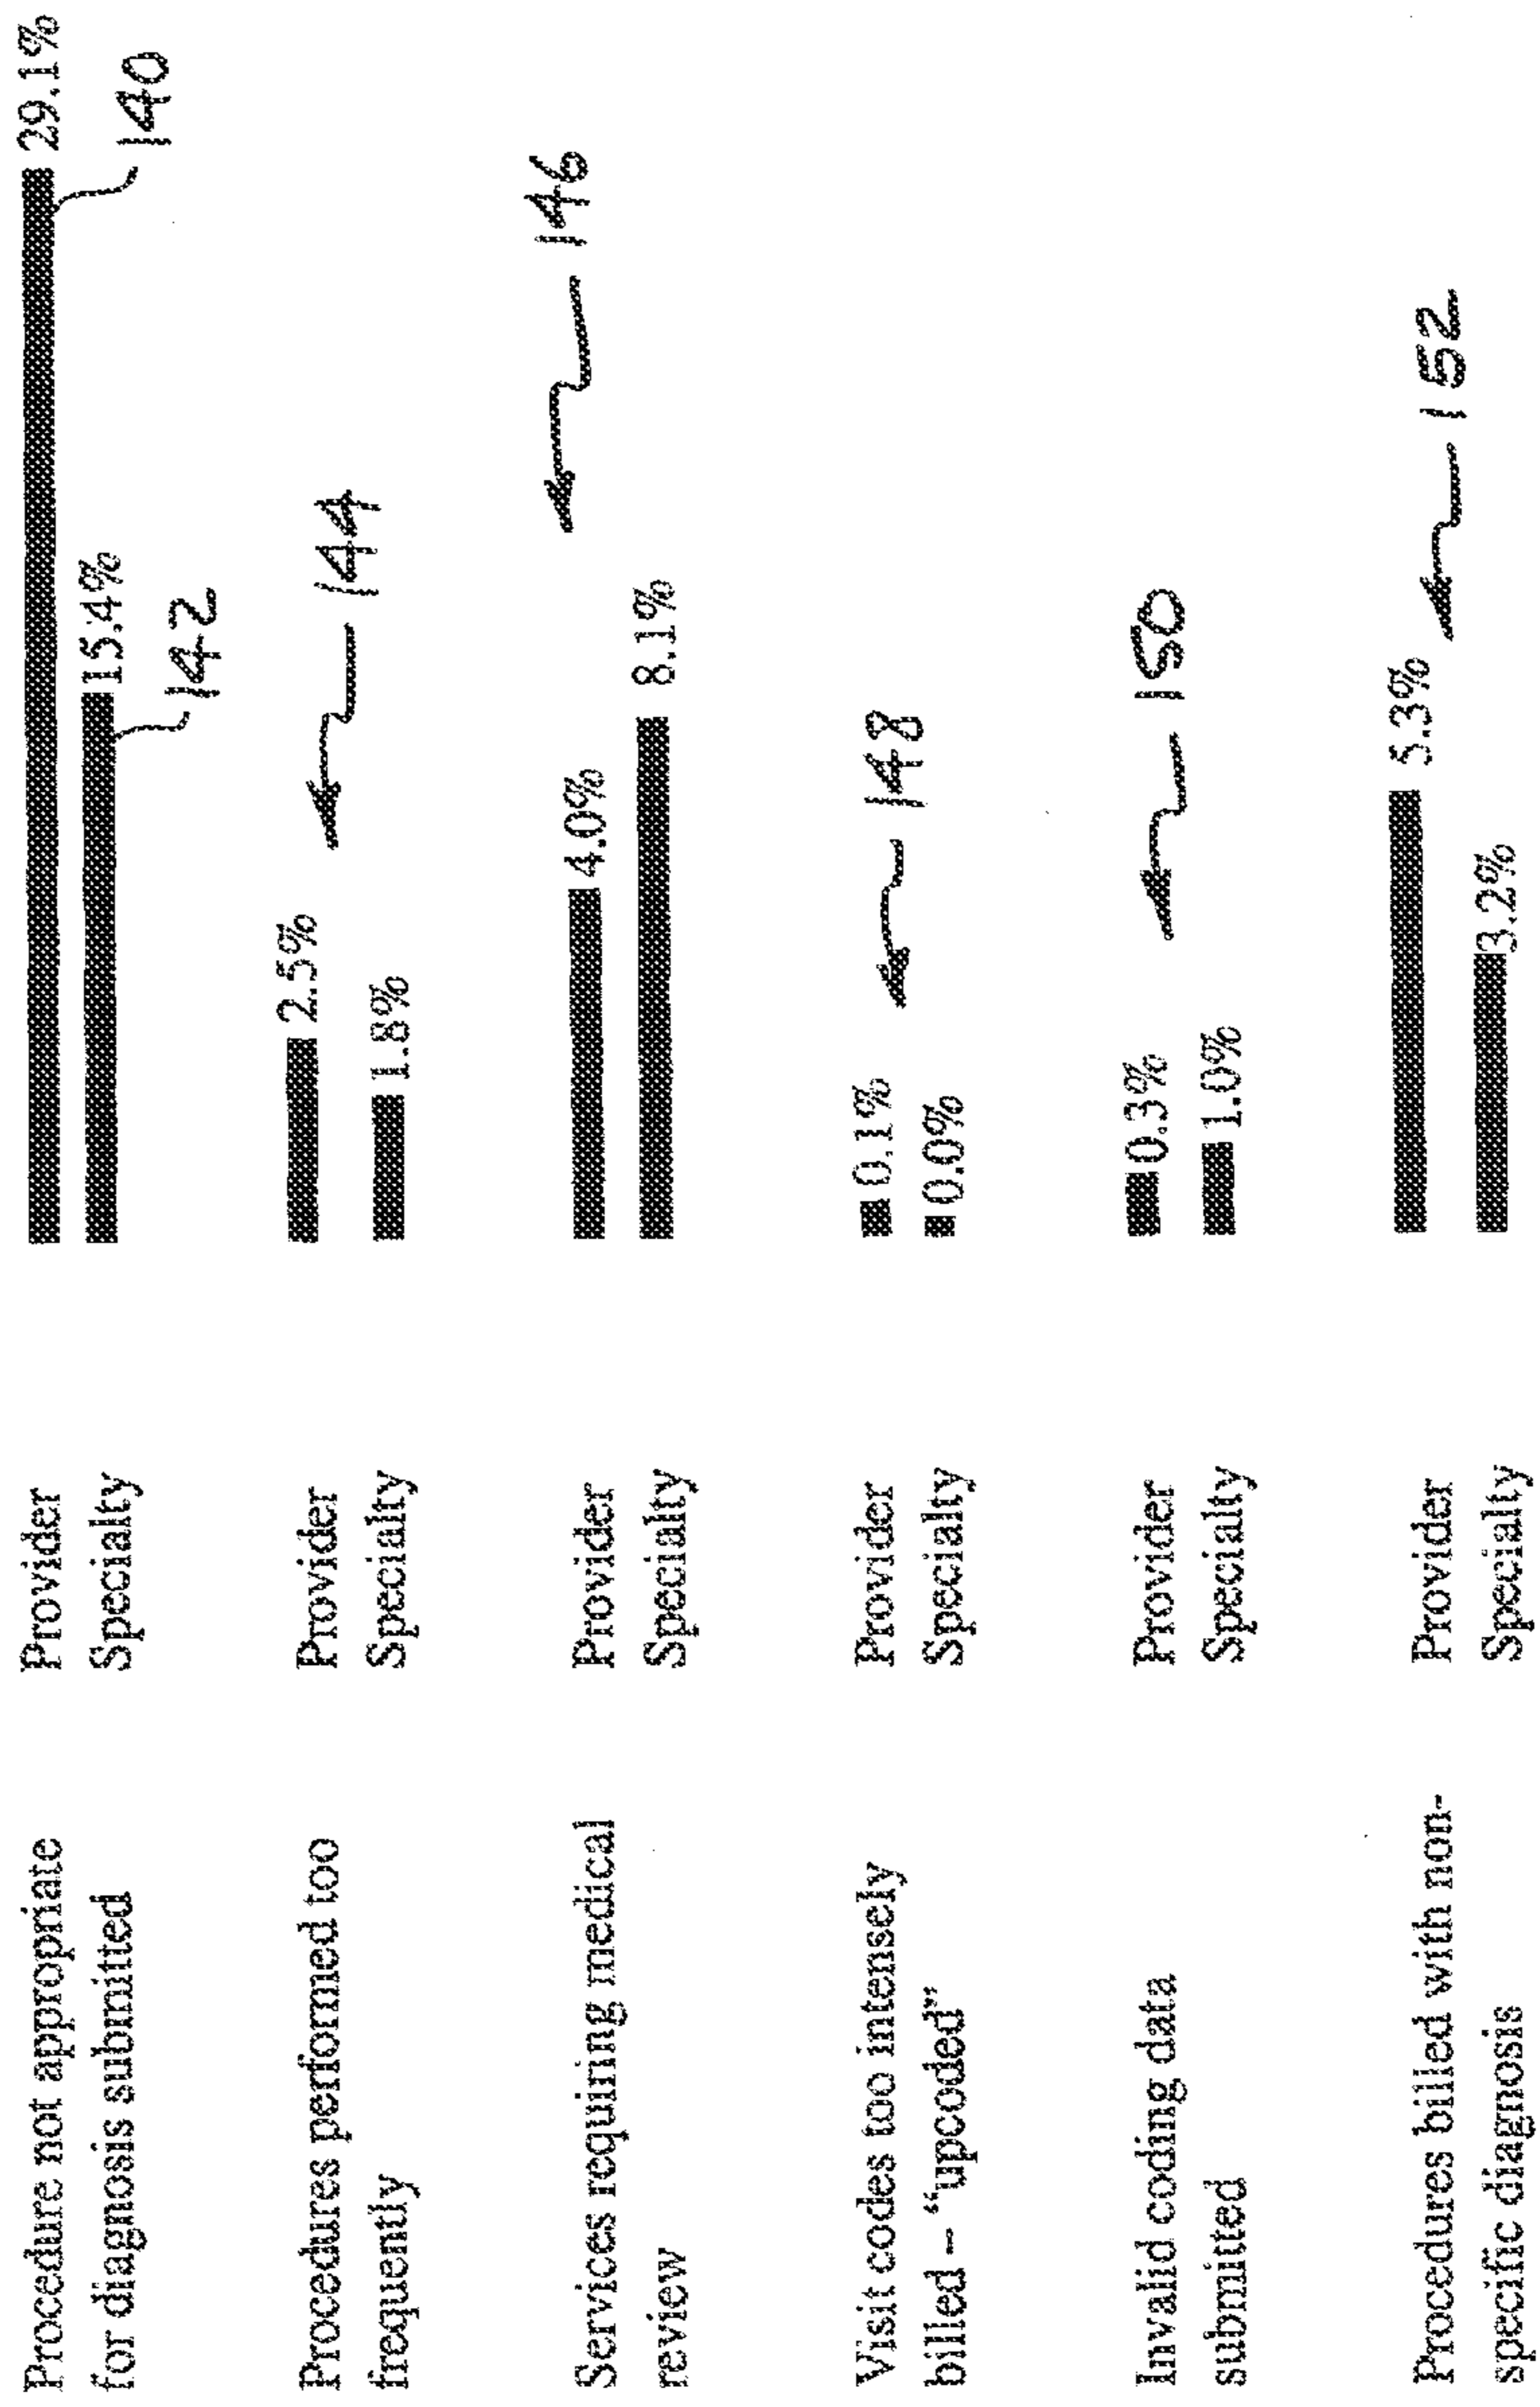 Procedure not appropriate Provider 29.1%
140
for diagnosis submitted Specialty 15.4%
142
Procedures performed too Provider 2.5%
144
frequently Specialty 1.8%
Services requiring medical Provider 4.0%
146
review Specialty 8.1%
Visit codes too intensely Provider 0.1%
148
billed – “upcoded” Specialty 0.0%
Invalid coding data Provider 0.3%
150
submitted Specialty 1.0%
Procedures billed with non- Provider 5.3%
152
specific diagnosis Specialty 3.2%